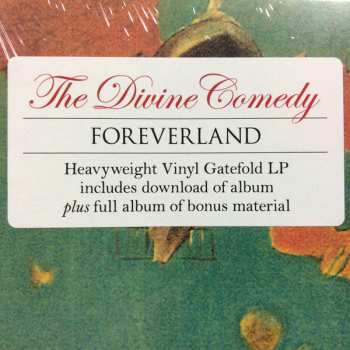 The Divine Comedy
FOREVERLAND
Heavyweight Vinyl Gatefold LP
includes download of album
plus full album of bonus material